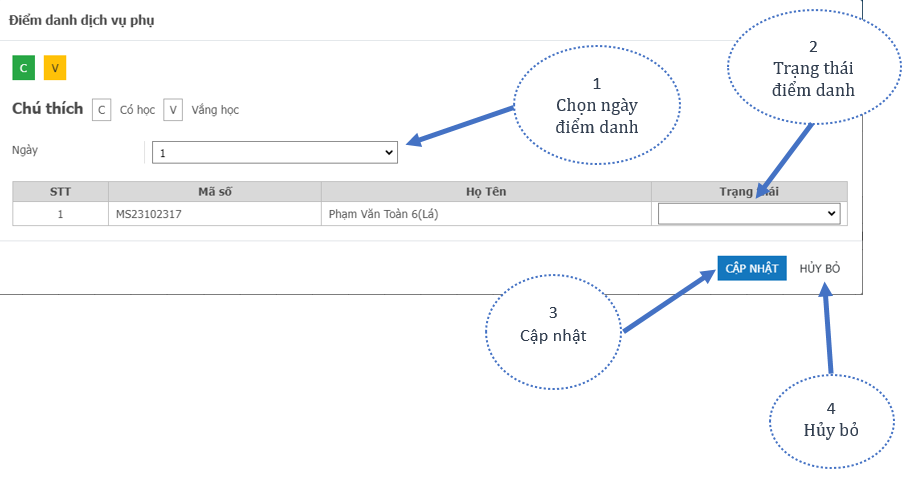 Điểm danh dịch vụ phụ
C V
Chú thích C Có học V Vắng học
Ngày 1
STT Mã số Họ Tên Trạng thái
1 MS23102317 Phạm Văn Toàn 6(Lá)
CẬP NHẬT HỦY BỎ
1
Chọn ngày
điểm danh
2
Trạng thái
điểm danh
3
Cập nhật
4
Hủy bỏ